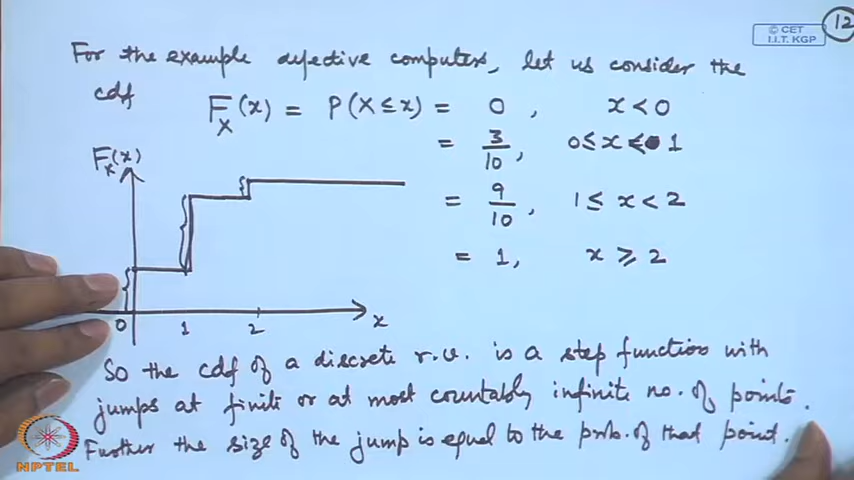 12
© CET
I.I.T. KGP
For the example defective computers, let us consider the
cdf F_X(x) = P(X ≤ x) = 0, x < 0
= 3/10, 0 ≤ x < 1
= 9/10, 1 ≤ x < 2
= 1, x ≥ 2
F_X(x)
0 1 2 x
So the cdf of a discrete r.v. is a step function with
jumps at finite or at most countably infinite no. of points.
Further the size of the jump is equal to the prob. of that point.
NPTEL